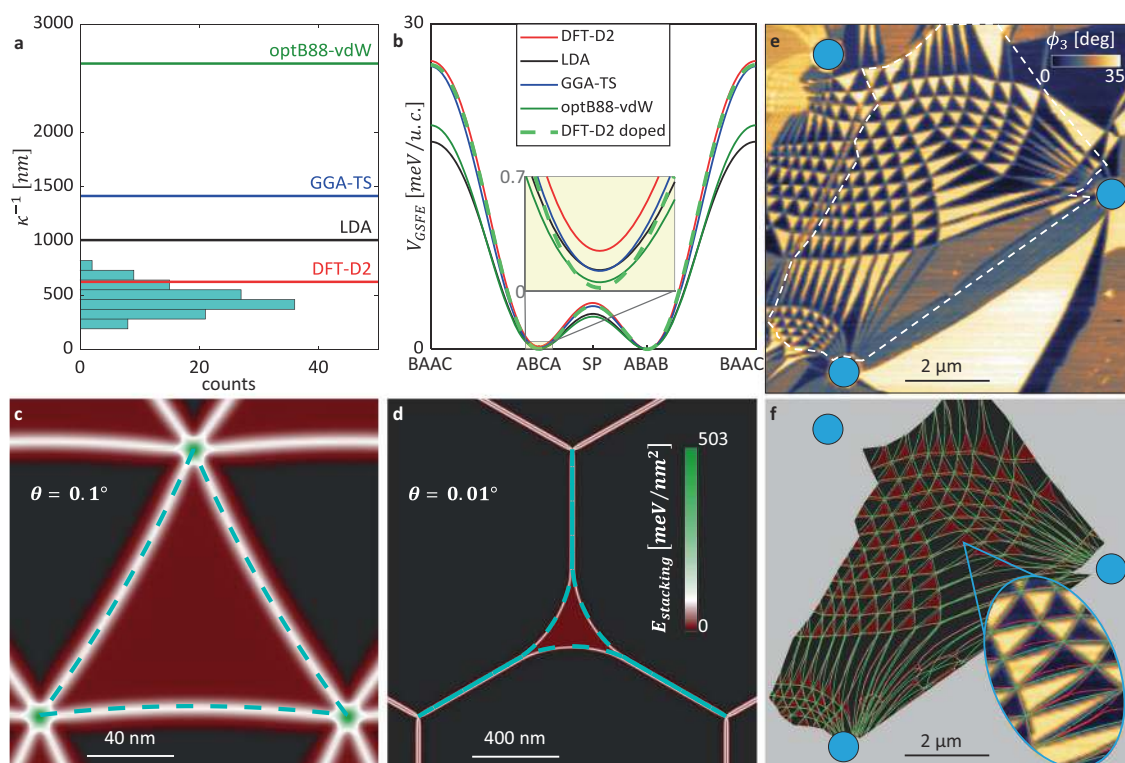 a
3000
2500
2000
1500
1000
500
0
κ⁻¹ [nm]
optB88-vdW
GGA-TS
LDA
DFT-D2
0
20
40
counts
b
30
0
V_GSFE [meV/u.c.]
DFT-D2
LDA
GGA-TS
optB88-vdW
DFT-D2 doped
0.7
0
BAAC
ABCA
SP
ABAB
BAAC
e
ϕ₃ [deg]
0
35
2 μm
c
θ = 0.1°
40 nm
d
θ = 0.01°
503
0
E_stacking [meV/nm²]
400 nm
f
2 μm